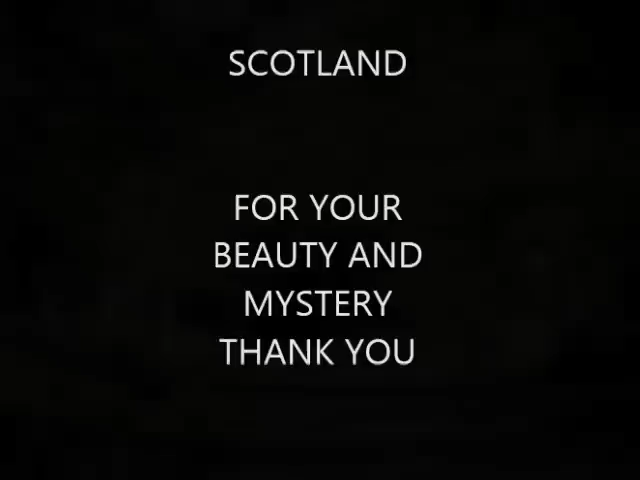 SCOTLAND
FOR YOUR
BEAUTY AND
MYSTERY
THANK YOU